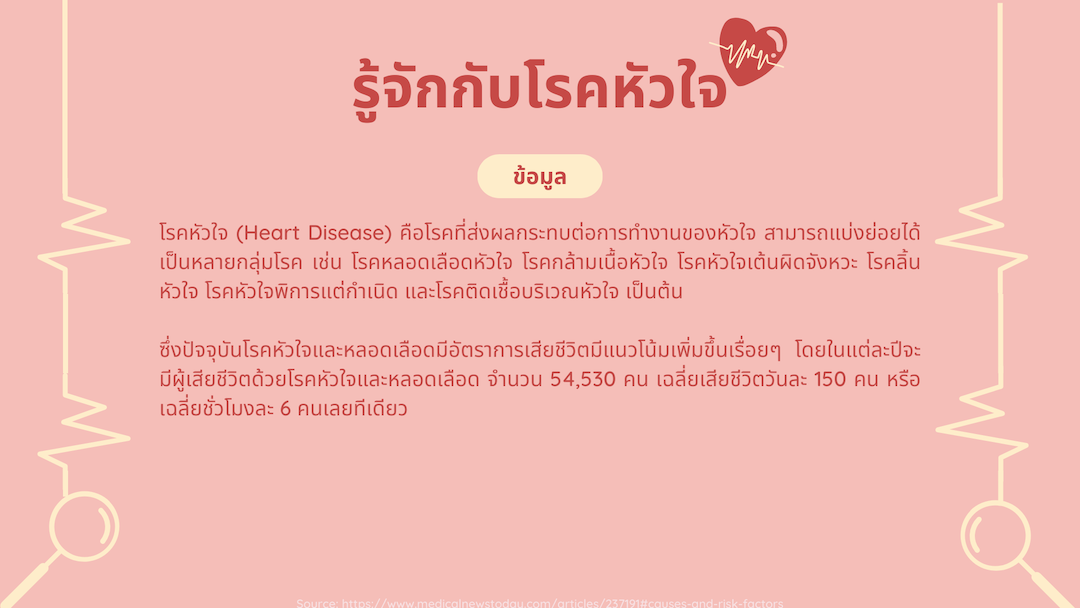 รู้จักกับโรคหัวใจ
ข้อมูล
โรคหัวใจ (Heart Disease) คือโรคที่ส่งผลกระทบต่อการทำงานของหัวใจ สามารถแบ่งย่อยได้
เป็นหลายกลุ่มโรค เช่น โรคหลอดเลือดหัวใจ โรคกล้ามเนื้อหัวใจ โรคหัวใจเต้นผิดจังหวะ โรคลิ้น
หัวใจ โรคหัวใจพิการแต่กำเนิด และโรคติดเชื้อบริเวณหัวใจ เป็นต้น
ซึ่งปัจจุบันโรคหัวใจและหลอดเลือดมีอัตราการเสียชีวิตมีแนวโน้มเพิ่มขึ้นเรื่อยๆ โดยในแต่ละปีจะ
มีผู้เสียชีวิตด้วยโรคหัวใจและหลอดเลือด จำนวน 54,530 คน เฉลี่ยเสียชีวิตวันละ 150 คน หรือ
เฉลี่ยชั่วโมงละ 6 คนเลยทีเดียว
Source: https://www.medicalnewstoday.com/articles/237191#causes-and-risk-factors